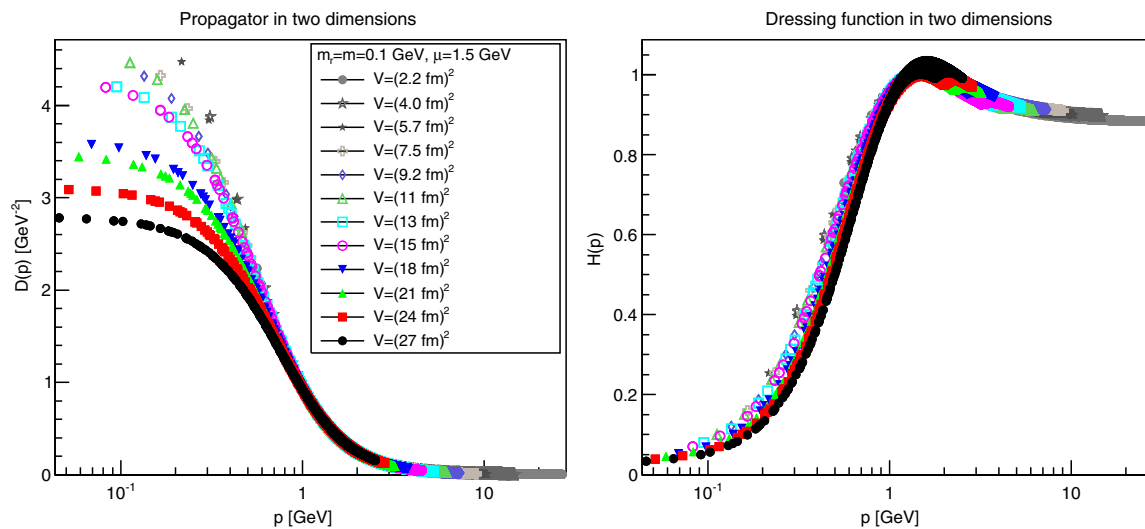 Propagator in two dimensions
D(p) [GeV⁻²]
4
3
2
1
0
10⁻¹
1
10
p [GeV]
mᵣ=m=0.1 GeV, μ=1.5 GeV
V=(2.2 fm)²
V=(4.0 fm)²
V=(5.7 fm)²
V=(7.5 fm)²
V=(9.2 fm)²
V=(11 fm)²
V=(13 fm)²
V=(15 fm)²
V=(18 fm)²
V=(21 fm)²
V=(24 fm)²
V=(27 fm)²
Dressing function in two dimensions
H(p)
1
0.8
0.6
0.4
0.2
0
10⁻¹
1
10
p [GeV]